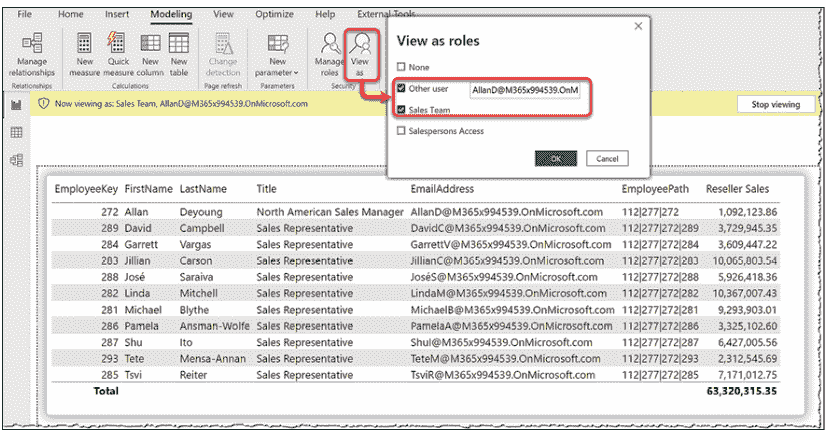 File Home Insert Modeling View Optimize Help External Tools
Manage relationships
New measure
Quick measure
New column
New table
Change detection
New parameter
Manage roles
View as
Relationships Calculations Page refresh Parameters Security
View as roles
None
Other user AllanD@M365x994539.OnM
Sales Team
Salespersons Access
OK Cancel
Now viewing as: Sales Team, AllanD@M365x994539.OnMicrosoft.com Stop viewing
EmployeeKey FirstName LastName Title EmailAddress EmployeePath Reseller Sales
272 Allan Deyoung North American Sales Manager AllanD@M365x994539.OnMicrosoft.com 112|277|272 1,092,123.86
289 David Campbell Sales Representative DavidC@M365x994539.OnMicrosoft.com 112|277|272|289 3,729,945.35
284 Garrett Vargas Sales Representative GarrettV@M365x994539.OnMicrosoft.com 112|277|272|284 3,609,447.22
283 Jillian Carson Sales Representative JillianC@M365x994539.OnMicrosoft.com 112|277|272|283 10,065,803.54
288 José Saraiva Sales Representative JoséS@M365x994539.OnMicrosoft.com 112|277|272|288 5,926,418.36
282 Linda Mitchell Sales Representative LindaM@M365x994539.OnMicrosoft.com 112|277|272|282 10,367,007.43
281 Michael Blythe Sales Representative MichaelB@M365x994539.OnMicrosoft.com 112|277|272|281 9,293,903.01
286 Pamela Ansman-Wolfe Sales Representative PamelaA@M365x994539.OnMicrosoft.com 112|277|272|286 3,325,102.60
287 Shu Ito Sales Representative ShuI@M365x994539.OnMicrosoft.com 112|277|272|287 6,427,005.56
293 Tete Mensa-Annan Sales Representative TeteM@M365x994539.OnMicrosoft.com 112|277|272|293 2,312,545.69
285 Tsvi Reiter Sales Representative TsviR@M365x994539.OnMicrosoft.com 112|277|272|285 7,171,012.75
Total 63,320,315.35